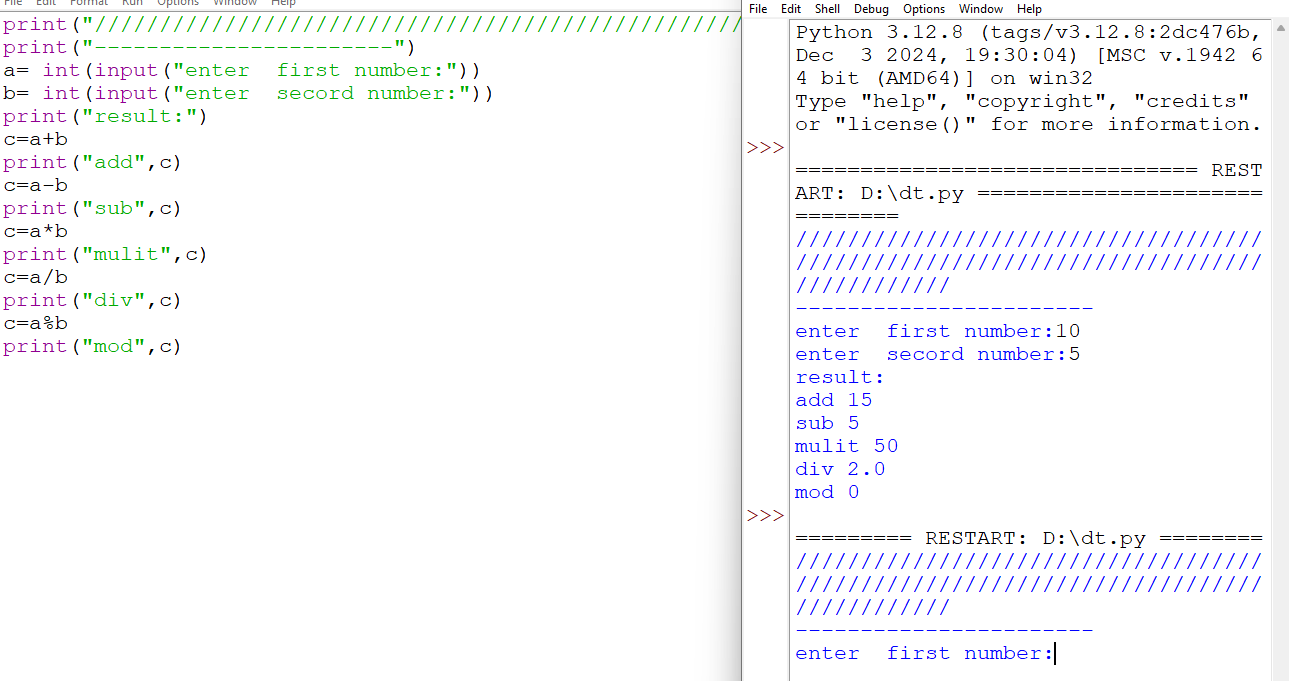 File Edit Format Run Options Window Help
print("//////////////////////////////////////////////////
print("-----------------------")
a= int(input("enter  first number:"))
b= int(input("enter  secord number:"))
print("result:")
c=a+b
print("add",c)
c=a-b
print("sub",c)
c=a*b
print("mulit",c)
c=a/b
print("div",c)
c=a%b
print("mod",c)
File Edit Shell Debug Options Window Help
Python 3.12.8 (tags/v3.12.8:2dc476b,
Dec  3 2024, 19:30:04) [MSC v.1942 6
4 bit (AMD64)] on win32
Type "help", "copyright", "credits"
or "license()" for more information.
>>>
=============================== REST
ART: D:\dt.py ======================
========
////////////////////////////////////
////////////////////////////////////
////////////
-----------------------
enter  first number:10
enter  secord number:5
result:
add 15
sub 5
mulit 50
div 2.0
mod 0
>>>
========= RESTART: D:\dt.py ========
////////////////////////////////////
////////////////////////////////////
////////////
-----------------------
enter  first number: